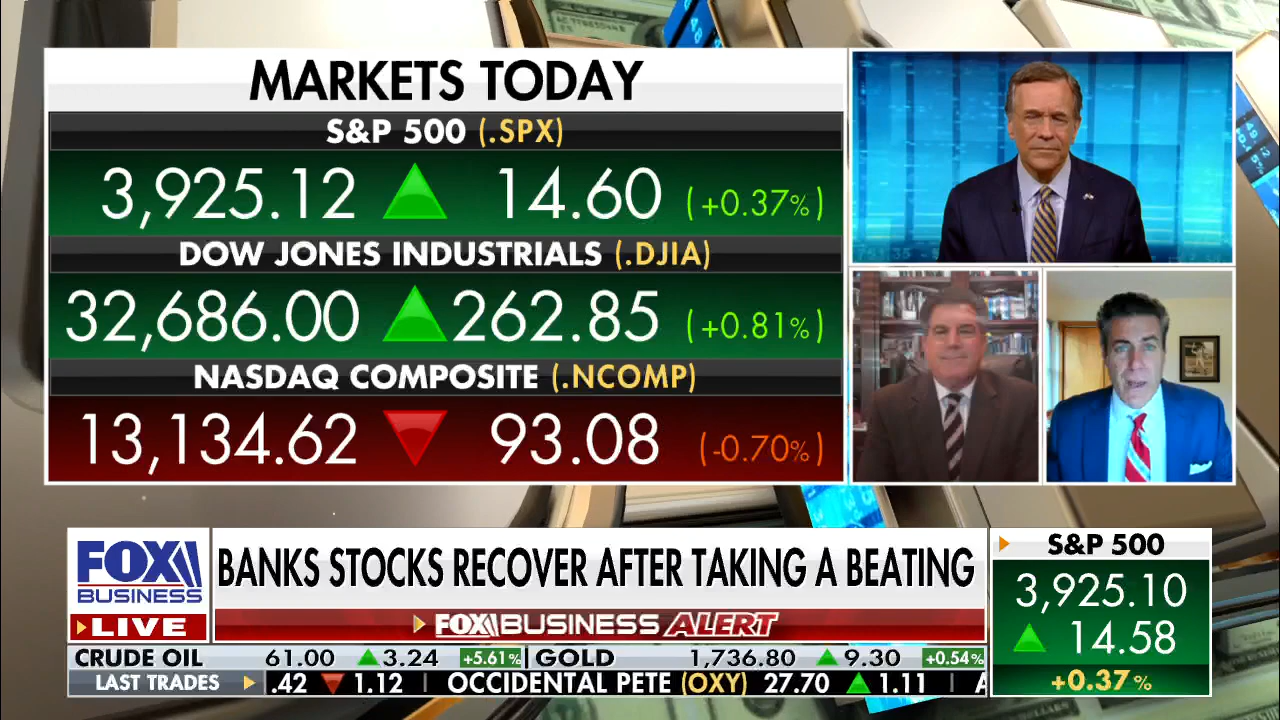 MARKETS TODAY
S&P 500 (.SPX)
3,925.12 14.60 (+0.37%)
DOW JONES INDUSTRIALS (.DJIA)
32,686.00 262.85 (+0.81%)
NASDAQ COMPOSITE (.NCOMP)
13,134.62 93.08 (-0.70%)
FOX
BUSINESS
LIVE
BANKS STOCKS RECOVER AFTER TAKING A BEATING
FOX BUSINESS ALERT
S&P 500
3,925.10
14.58
+0.37%
CRUDE OIL 61.00 3.24 +5.61% GOLD 1,736.80 9.30 +0.54%
LAST TRADES .42 1.12 OCCIDENTAL PETE (OXY) 27.70 1.11